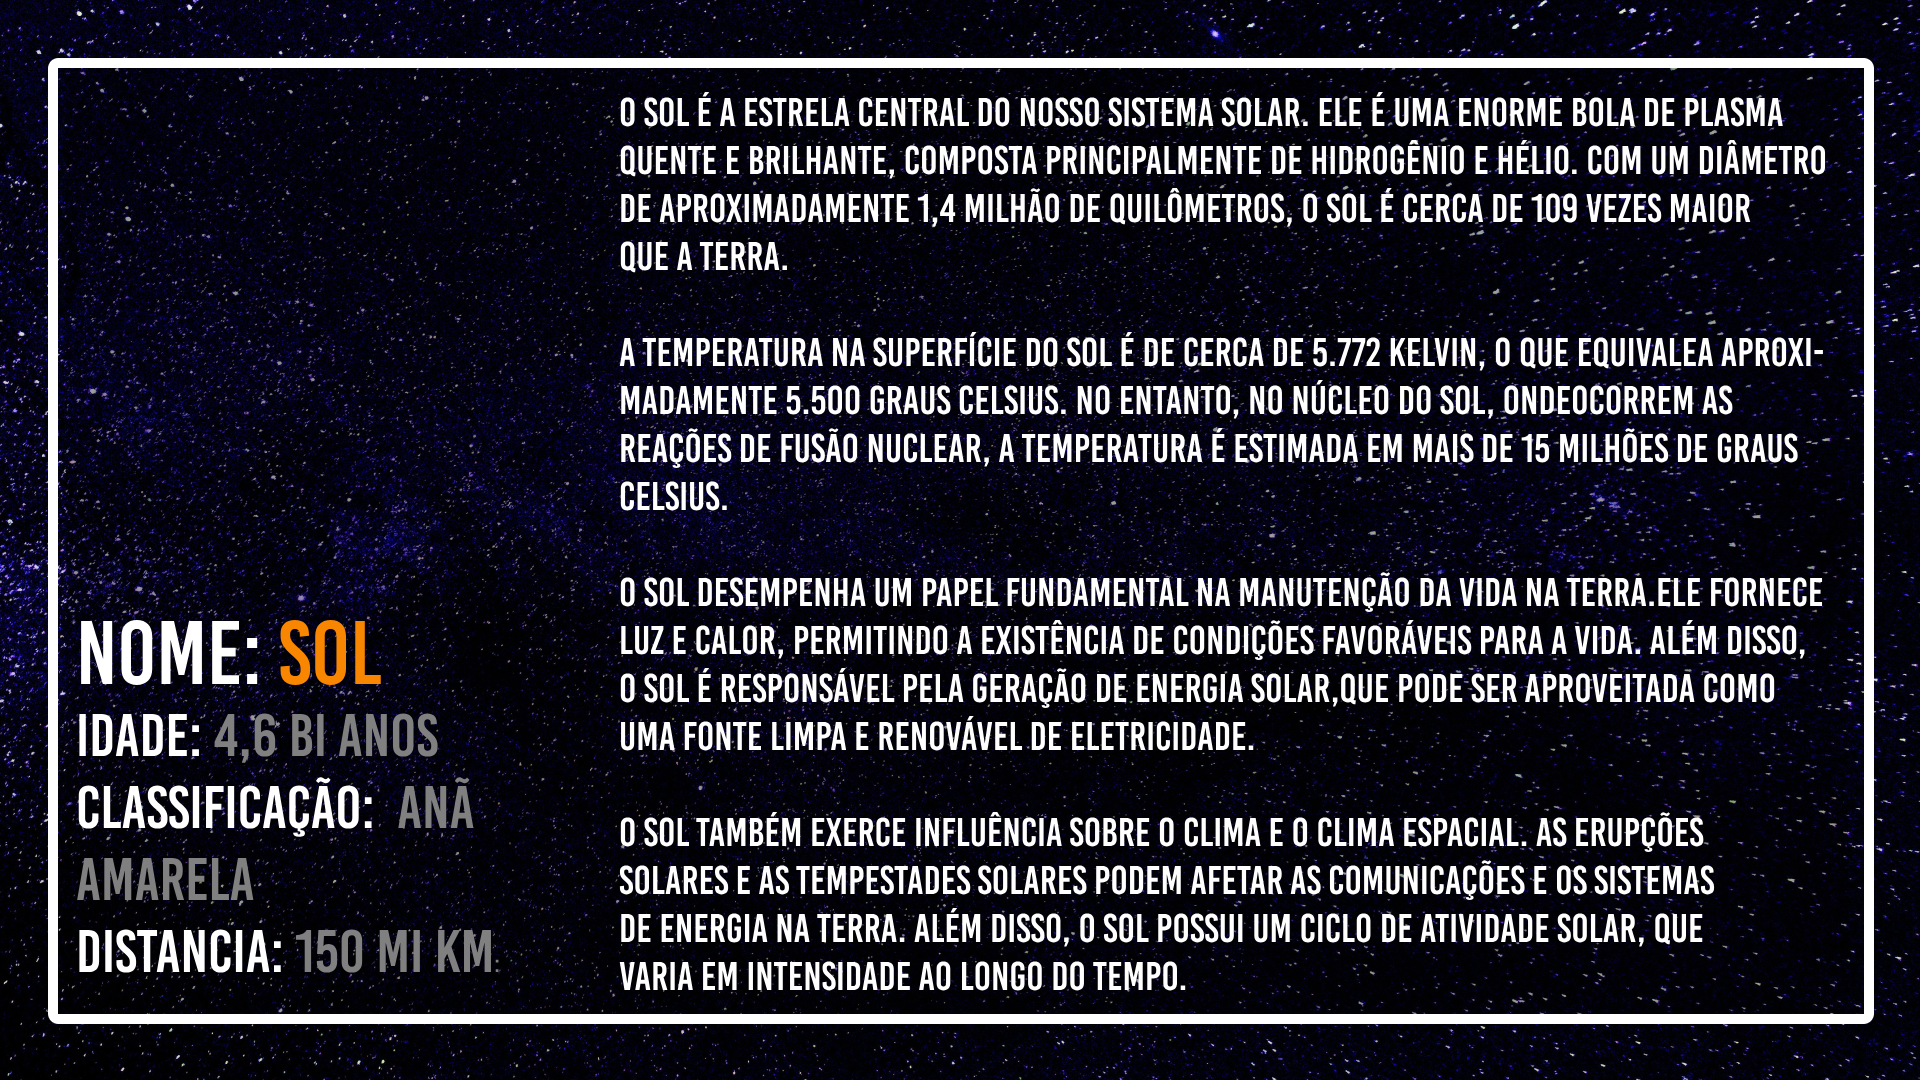 O SOL É A ESTRELA CENTRAL DO NOSSO SISTEMA SOLAR. ELE É UMA ENORME BOLA DE PLASMA
QUENTE E BRILHANTE, COMPOSTA PRINCIPALMENTE DE HIDROGÊNIO E HÉLIO. COM UM DIÂMETRO
DE APROXIMADAMENTE 1,4 MILHÃO DE QUILÔMETROS, O SOL É CERCA DE 109 VEZES MAIOR
QUE A TERRA.
A TEMPERATURA NA SUPERFÍCIE DO SOL É DE CERCA DE 5.772 KELVIN, O QUE EQUIVALEA APROXI-
MADAMENTE 5.500 GRAUS CELSIUS. NO ENTANTO, NO NÚCLEO DO SOL, ONDEOCORREM AS
REAÇÕES DE FUSÃO NUCLEAR, A TEMPERATURA É ESTIMADA EM MAIS DE 15 MILHÕES DE GRAUS
CELSIUS.
O SOL DESEMPENHA UM PAPEL FUNDAMENTAL NA MANUTENÇÃO DA VIDA NA TERRA.ELE FORNECE
LUZ E CALOR, PERMITINDO A EXISTÊNCIA DE CONDIÇÕES FAVORÁVEIS PARA A VIDA. ALÉM DISSO,
O SOL É RESPONSÁVEL PELA GERAÇÃO DE ENERGIA SOLAR,QUE PODE SER APROVEITADA COMO
UMA FONTE LIMPA E RENOVÁVEL DE ELETRICIDADE.
O SOL TAMBÉM EXERCE INFLUÊNCIA SOBRE O CLIMA E O CLIMA ESPACIAL. AS ERUPÇÕES
SOLARES E AS TEMPESTADES SOLARES PODEM AFETAR AS COMUNICAÇÕES E OS SISTEMAS
DE ENERGIA NA TERRA. ALÉM DISSO, O SOL POSSUI UM CICLO DE ATIVIDADE SOLAR, QUE
VARIA EM INTENSIDADE AO LONGO DO TEMPO.
NOME: SOL
IDADE: 4,6 BI ANOS
CLASSIFICAÇÃO: ANÃ
AMARELA
DISTANCIA: 150 MI KM